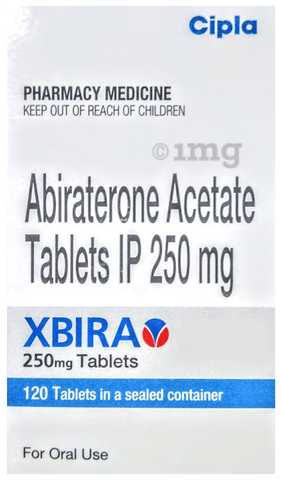 Cipla
PHARMACY MEDICINE
KEEP OUT OF REACH OF CHILDREN
© 1mg
Abiraterone Acetate
Tablets IP 250 mg
XBIRA
250mg Tablets
120 Tablets in a sealed container
For Oral Use